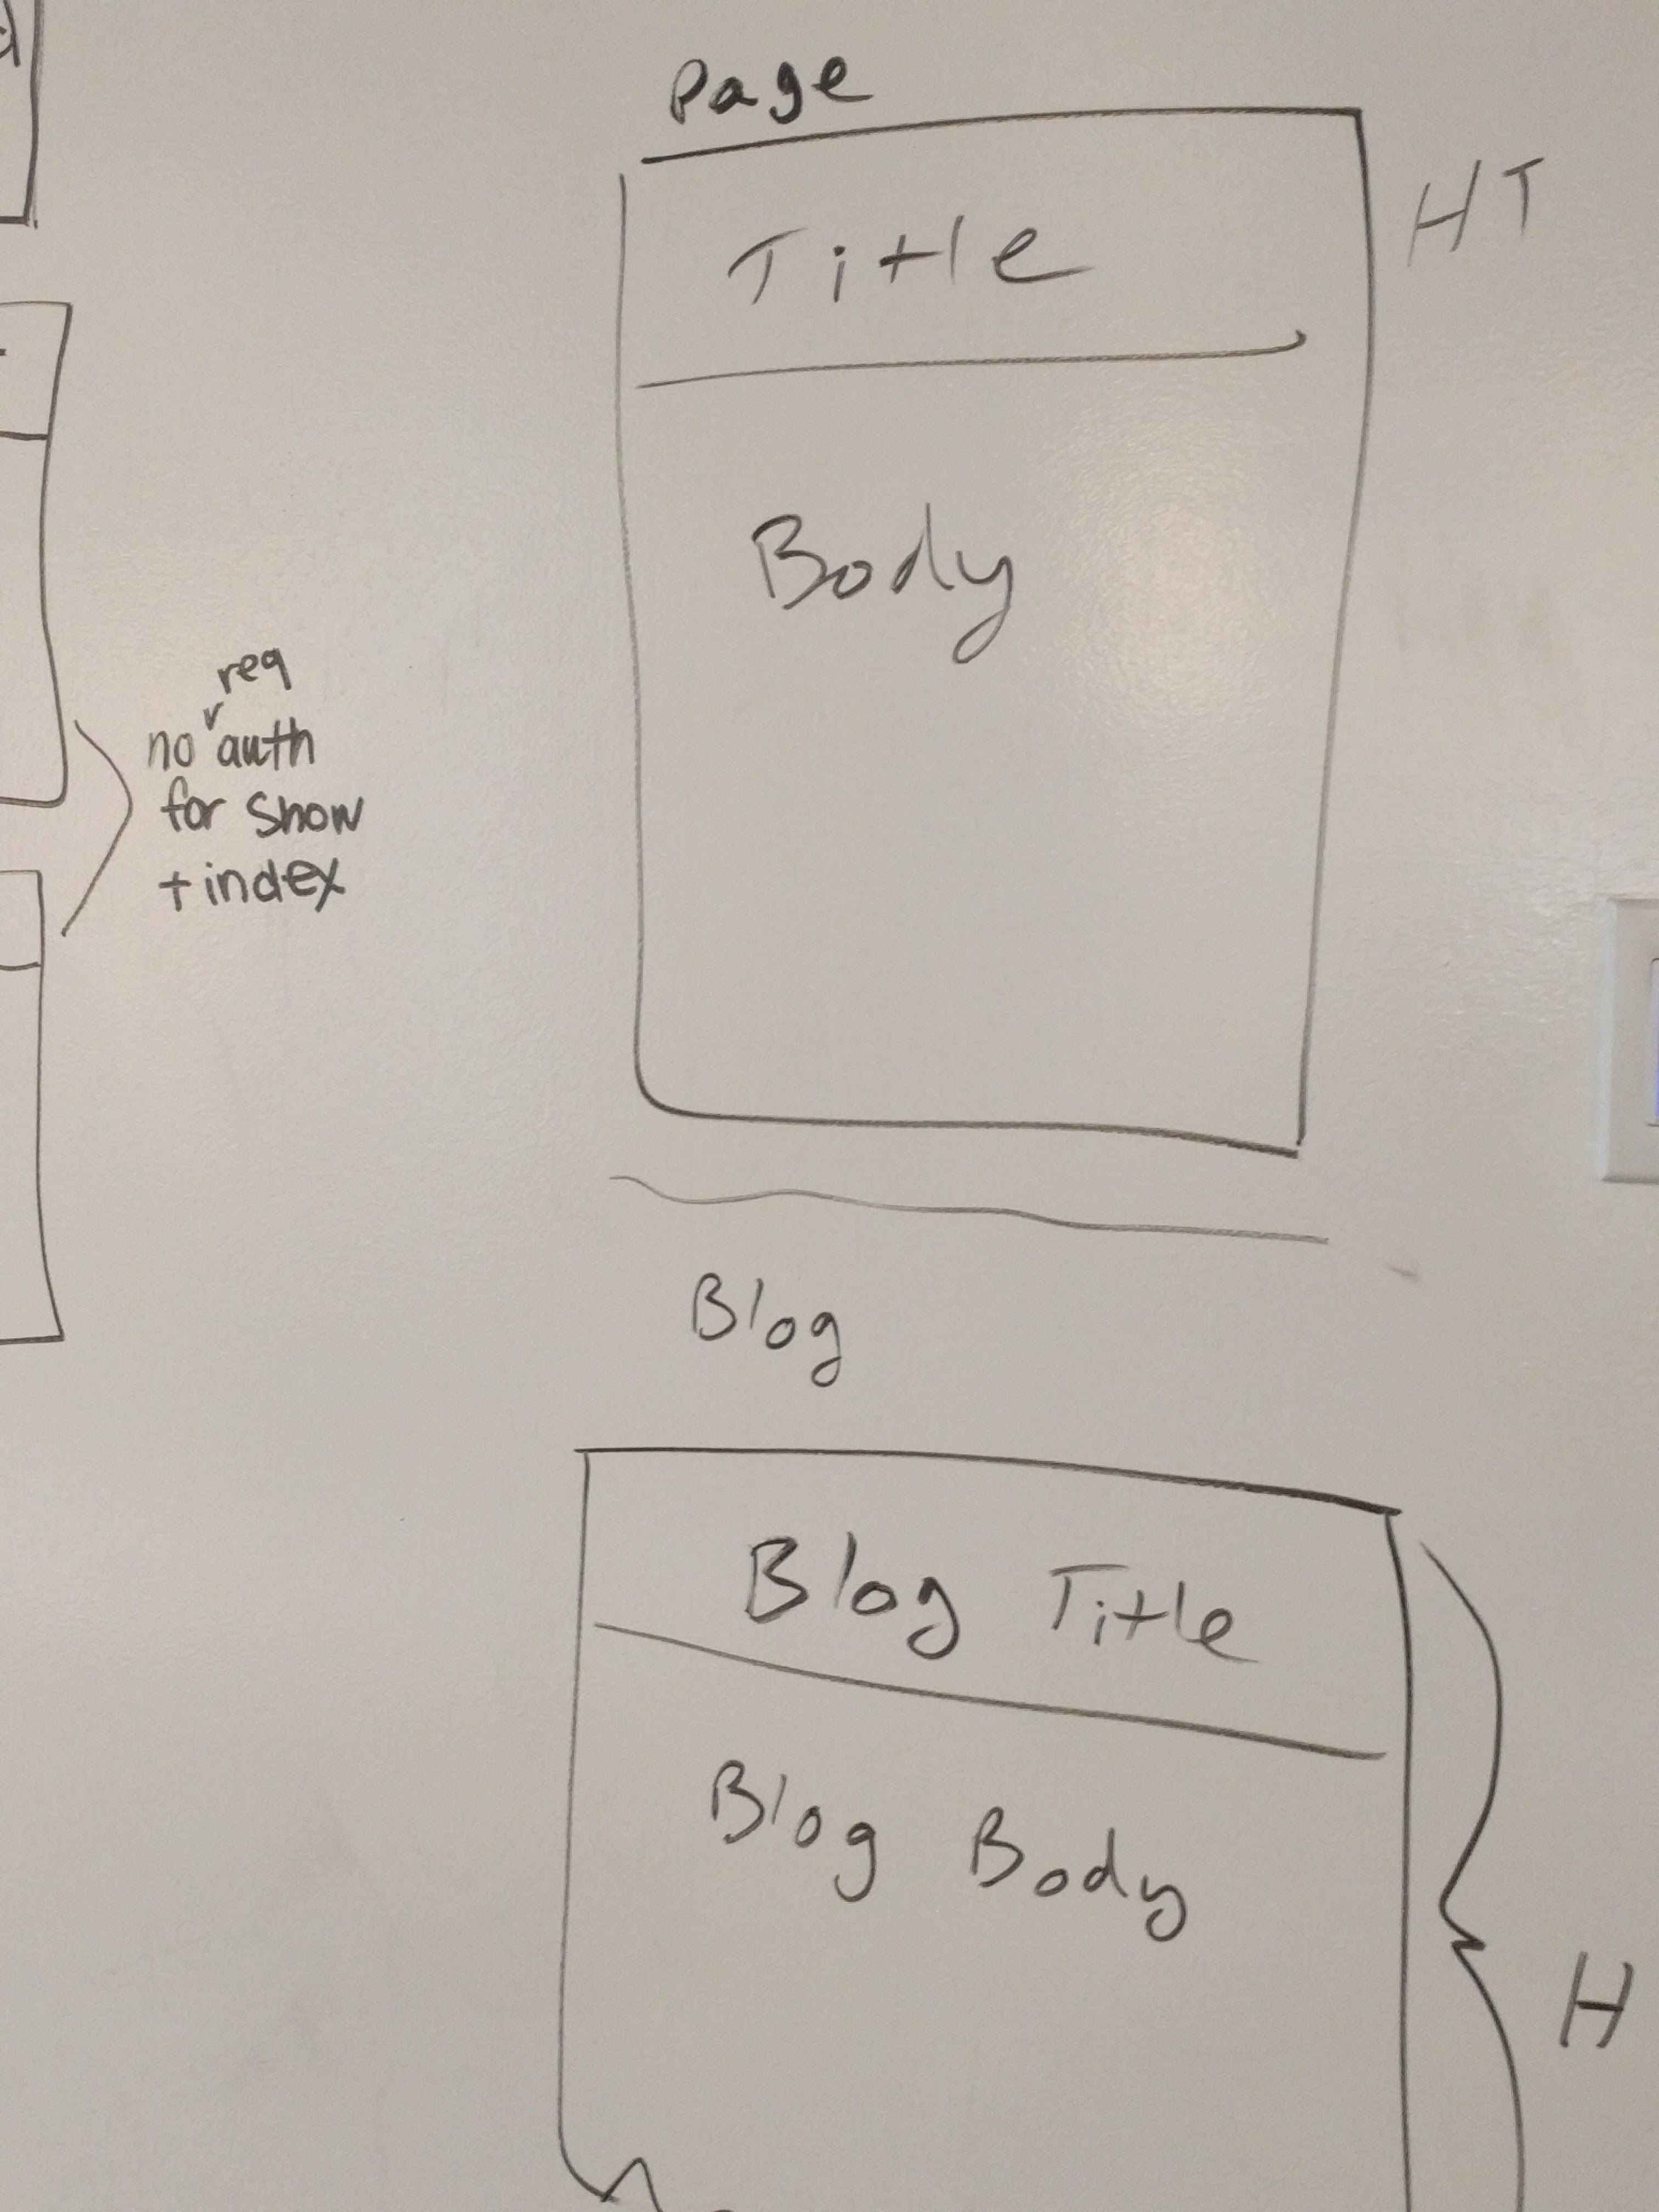 Page
Title
HT
Body
req
no auth
for show
+ index
Blog
Blog Title
Blog Body
H